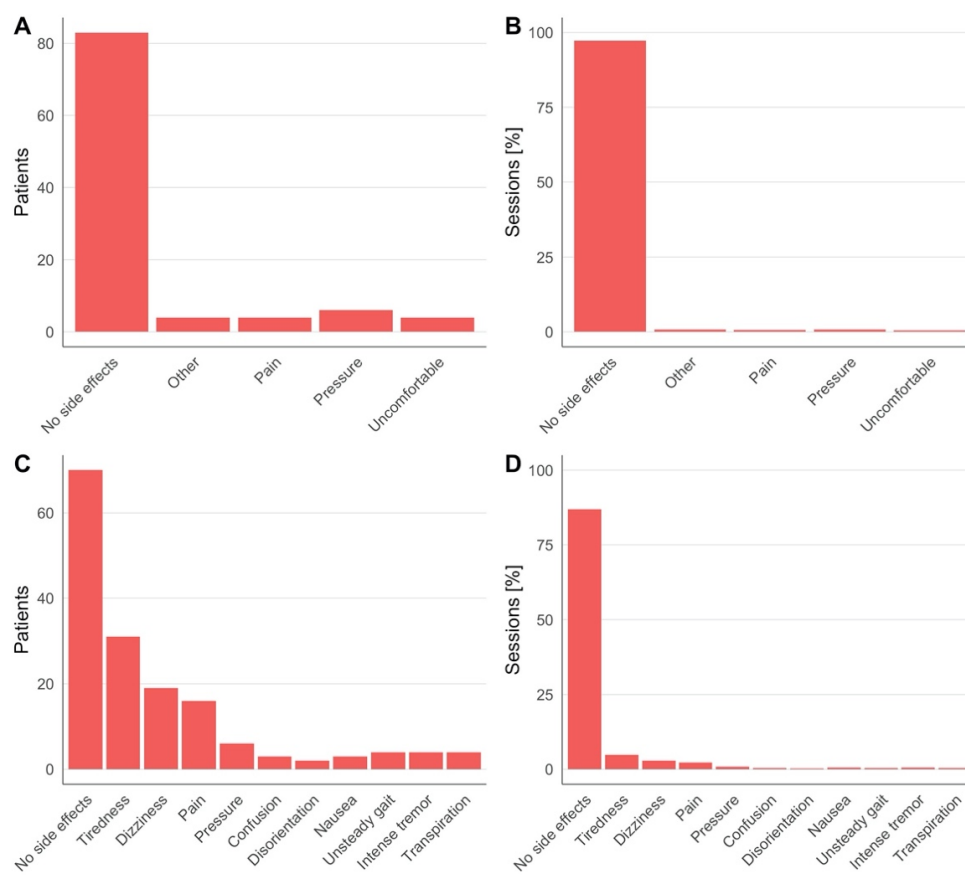 A
Patients
80
60
40
20
0
No side effects
Other
Pain
Pressure
Uncomfortable
B
Sessions [%]
100
75
50
25
0
No side effects
Other
Pain
Pressure
Uncomfortable
C
Patients
60
40
20
0
No side effects
Tiredness
Dizziness
Pain
Pressure
Confusion
Disorientation
Nausea
Unsteady gait
Intense tremor
Transpiration
D
Sessions [%]
100
75
50
25
0
No side effects
Tiredness
Dizziness
Pain
Pressure
Confusion
Disorientation
Nausea
Unsteady gait
Intense tremor
Transpiration